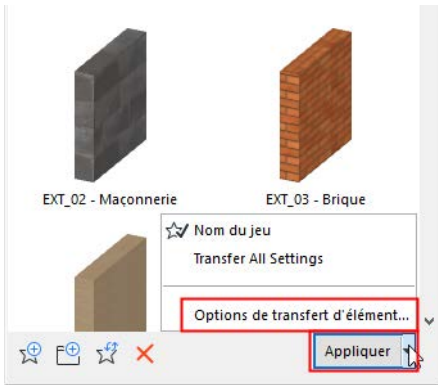 EXT_02 - Maçonnerie
EXT_03 - Brique
Nom du jeu
Transfer All Settings
Options de transfert d'élément...
Appliquer